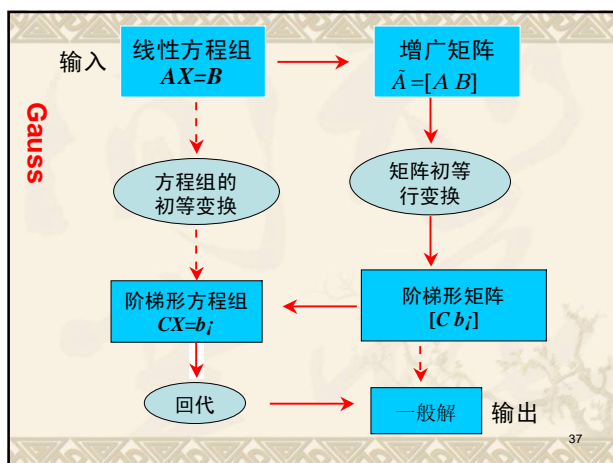 输入
线性方程组
AX=B
增广矩阵
Ã=[A B]
Gauss
方程组的
初等变换
矩阵初等
行变换
阶梯形方程组
CX=bᵢ
阶梯形矩阵
[C bᵢ]
回代
一般解
输出
37